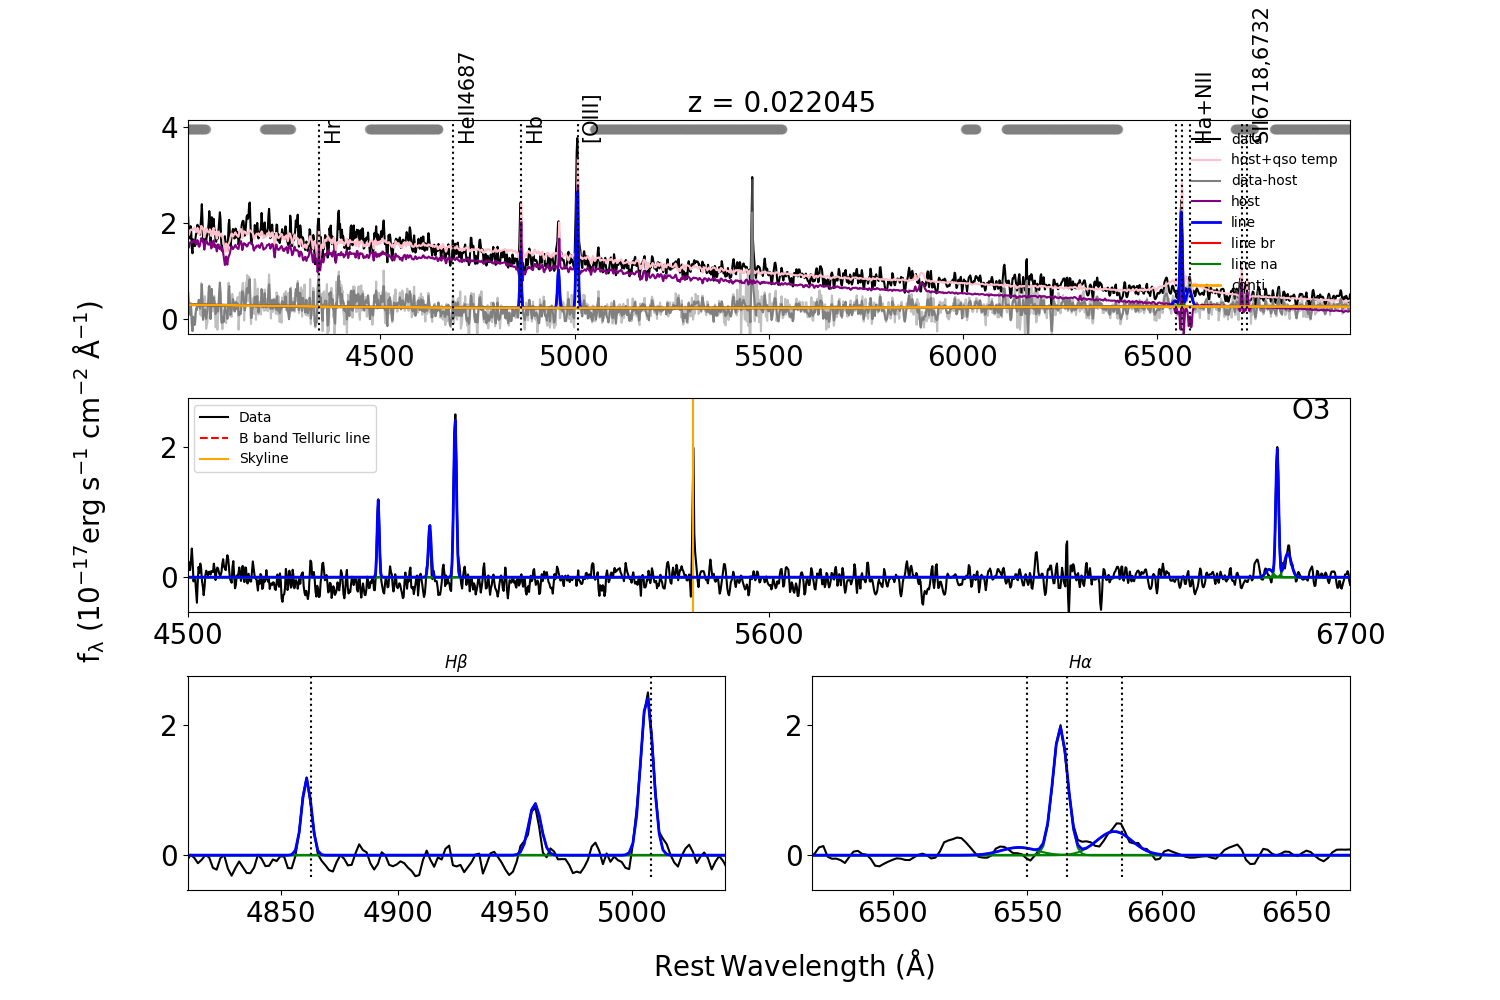 z = 0.022045
Hr
HeII4687
Hb
[OIII]
Ha+NII
SII6718,6732
data
host+qso temp
data-host
host
line
line br
line na
conti
4
2
0
4500 5000 5500 6000 6500
f_λ (10⁻¹⁷erg s⁻¹ cm⁻² Å⁻¹)
O3
Data
B band Telluric line
Skyline
2
0
4500 5600 6700
Hβ
2
0
4850 4900 4950 5000
Hα
2
0
6500 6550 6600 6650
Rest Wavelength (Å)